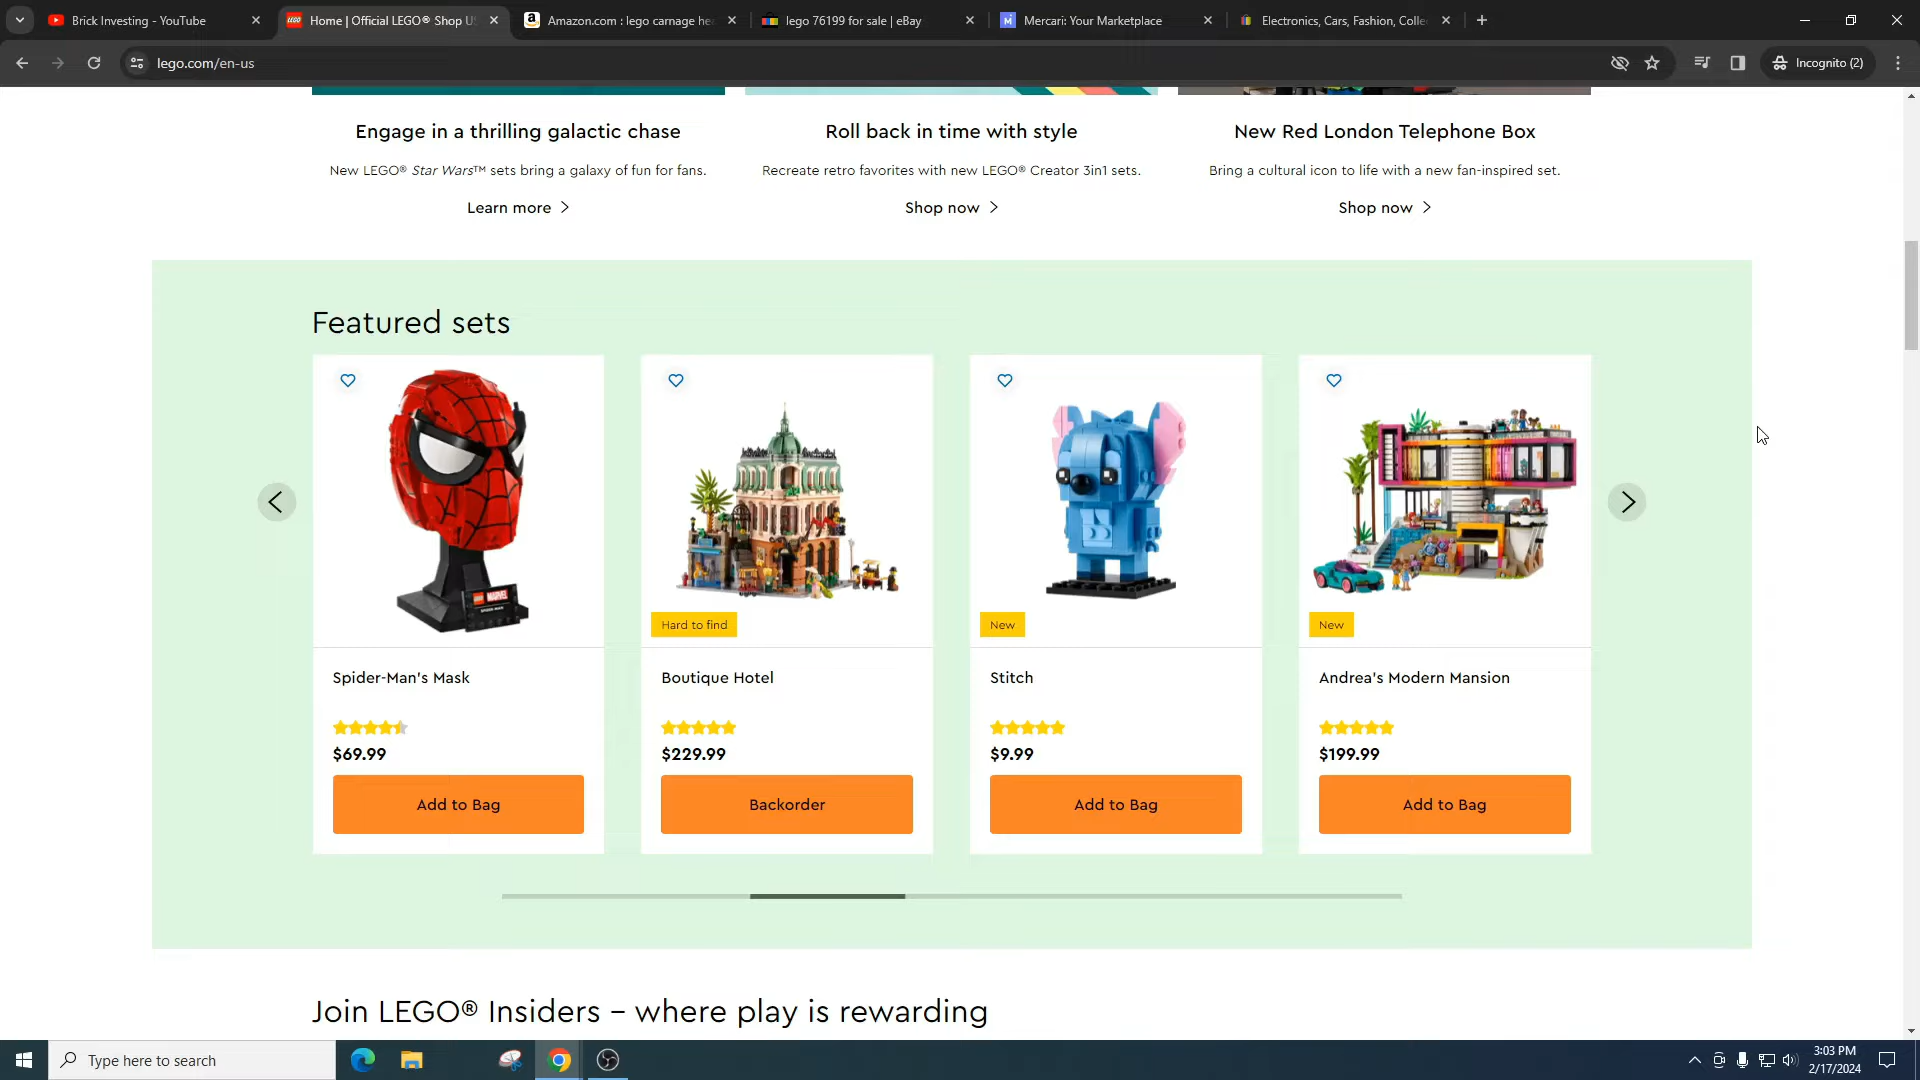 Brick Investing - YouTube
Home | Official LEGO® Shop US
Amazon.com : lego carnage hea
lego 76199 for sale | eBay
Mercari: Your Marketplace
Electronics, Cars, Fashion, Colle
lego.com/en-us
Incognito (2)
Engage in a thrilling galactic chase
Roll back in time with style
New Red London Telephone Box
New LEGO® Star Wars™ sets bring a galaxy of fun for fans.
Recreate retro favorites with new LEGO® Creator 3in1 sets.
Bring a cultural icon to life with a new fan-inspired set.
Learn more
Shop now
Shop now
Featured sets
Hard to find
New
New
Spider-Man's Mask
Boutique Hotel
Stitch
Andrea's Modern Mansion
$69.99
$229.99
$9.99
$199.99
Add to Bag
Backorder
Add to Bag
Add to Bag
Join LEGO® Insiders – where play is rewarding
Type here to search
3:03 PM
2/17/2024